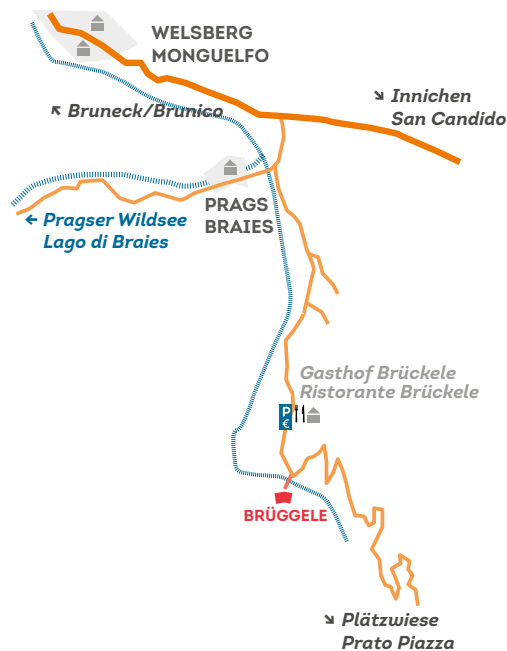 WELSBERG
MONGUELFO
Bruneck/Brunico
Innichen
San Candido
PRAGS
BRAIES
Pragser Wildsee
Lago di Braies
Gasthof Brückele
Ristorante Brückele
P
€
BRÜGGELE
Plätzwiese
Prato Piazza